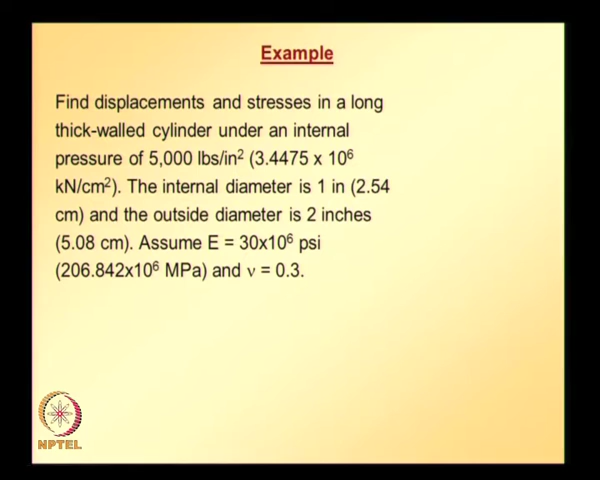 Example
Find displacements and stresses in a long
thick-walled cylinder under an internal
pressure of 5,000 lbs/in² (3.4475 x 10⁶
kN/cm²). The internal diameter is 1 in (2.54
cm) and the outside diameter is 2 inches
(5.08 cm). Assume E = 30x10⁶ psi
(206.842x10⁶ MPa) and ν = 0.3.
NPTEL